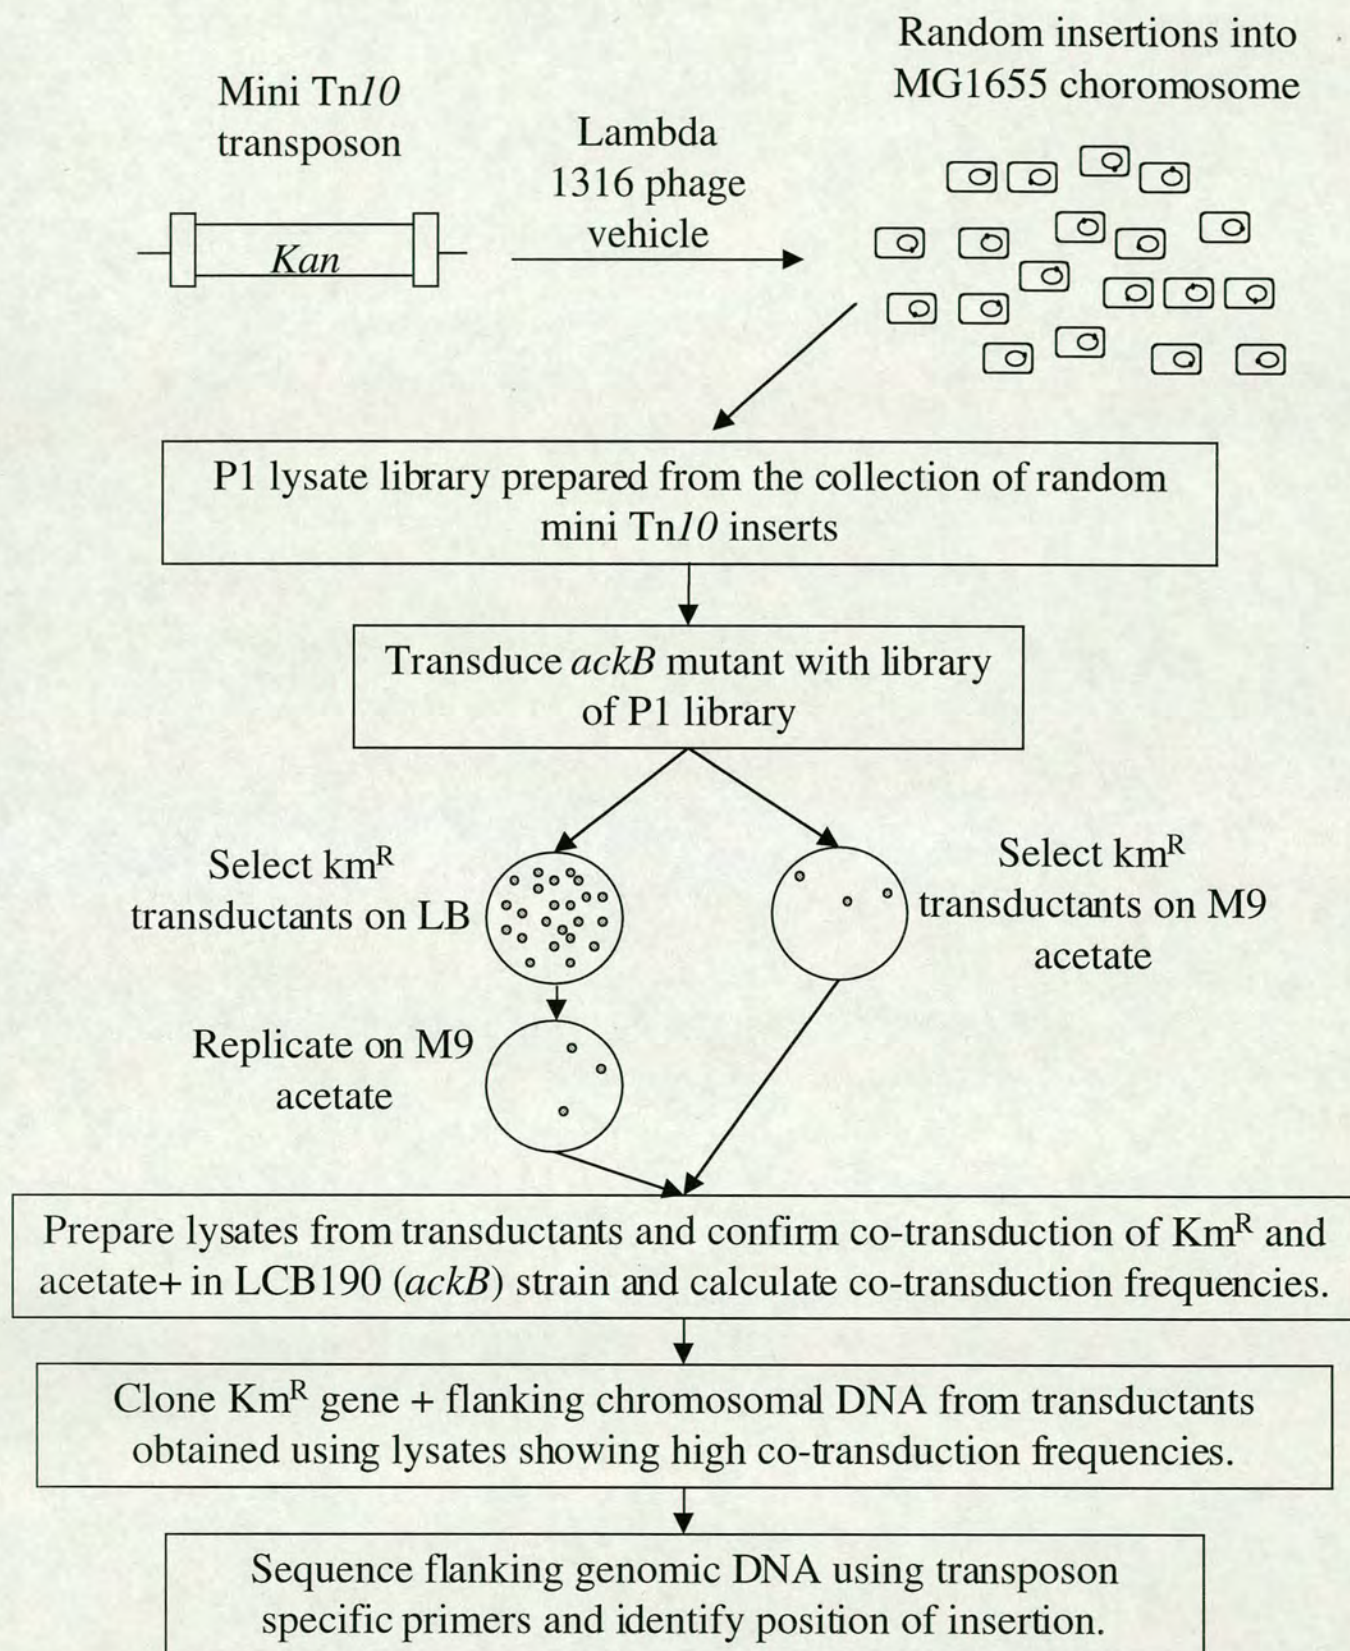 Mini Tn10
transposon
Kan
Lambda
1316 phage
vehicle
Random insertions into
MG1655 choromosome
P1 lysate library prepared from the collection of random
mini Tn10 inserts
Transduce ackB mutant with library
of P1 library
Select kmᴿ
transductants on LB
Select kmᴿ
transductants on M9
acetate
Replicate on M9
acetate
Prepare lysates from transductants and confirm co-transduction of Kmᴿ and
acetate+ in LCB190 (ackB) strain and calculate co-transduction frequencies.
Clone Kmᴿ gene + flanking chromosomal DNA from transductants
obtained using lysates showing high co-transduction frequencies.
Sequence flanking genomic DNA using transposon
specific primers and identify position of insertion.